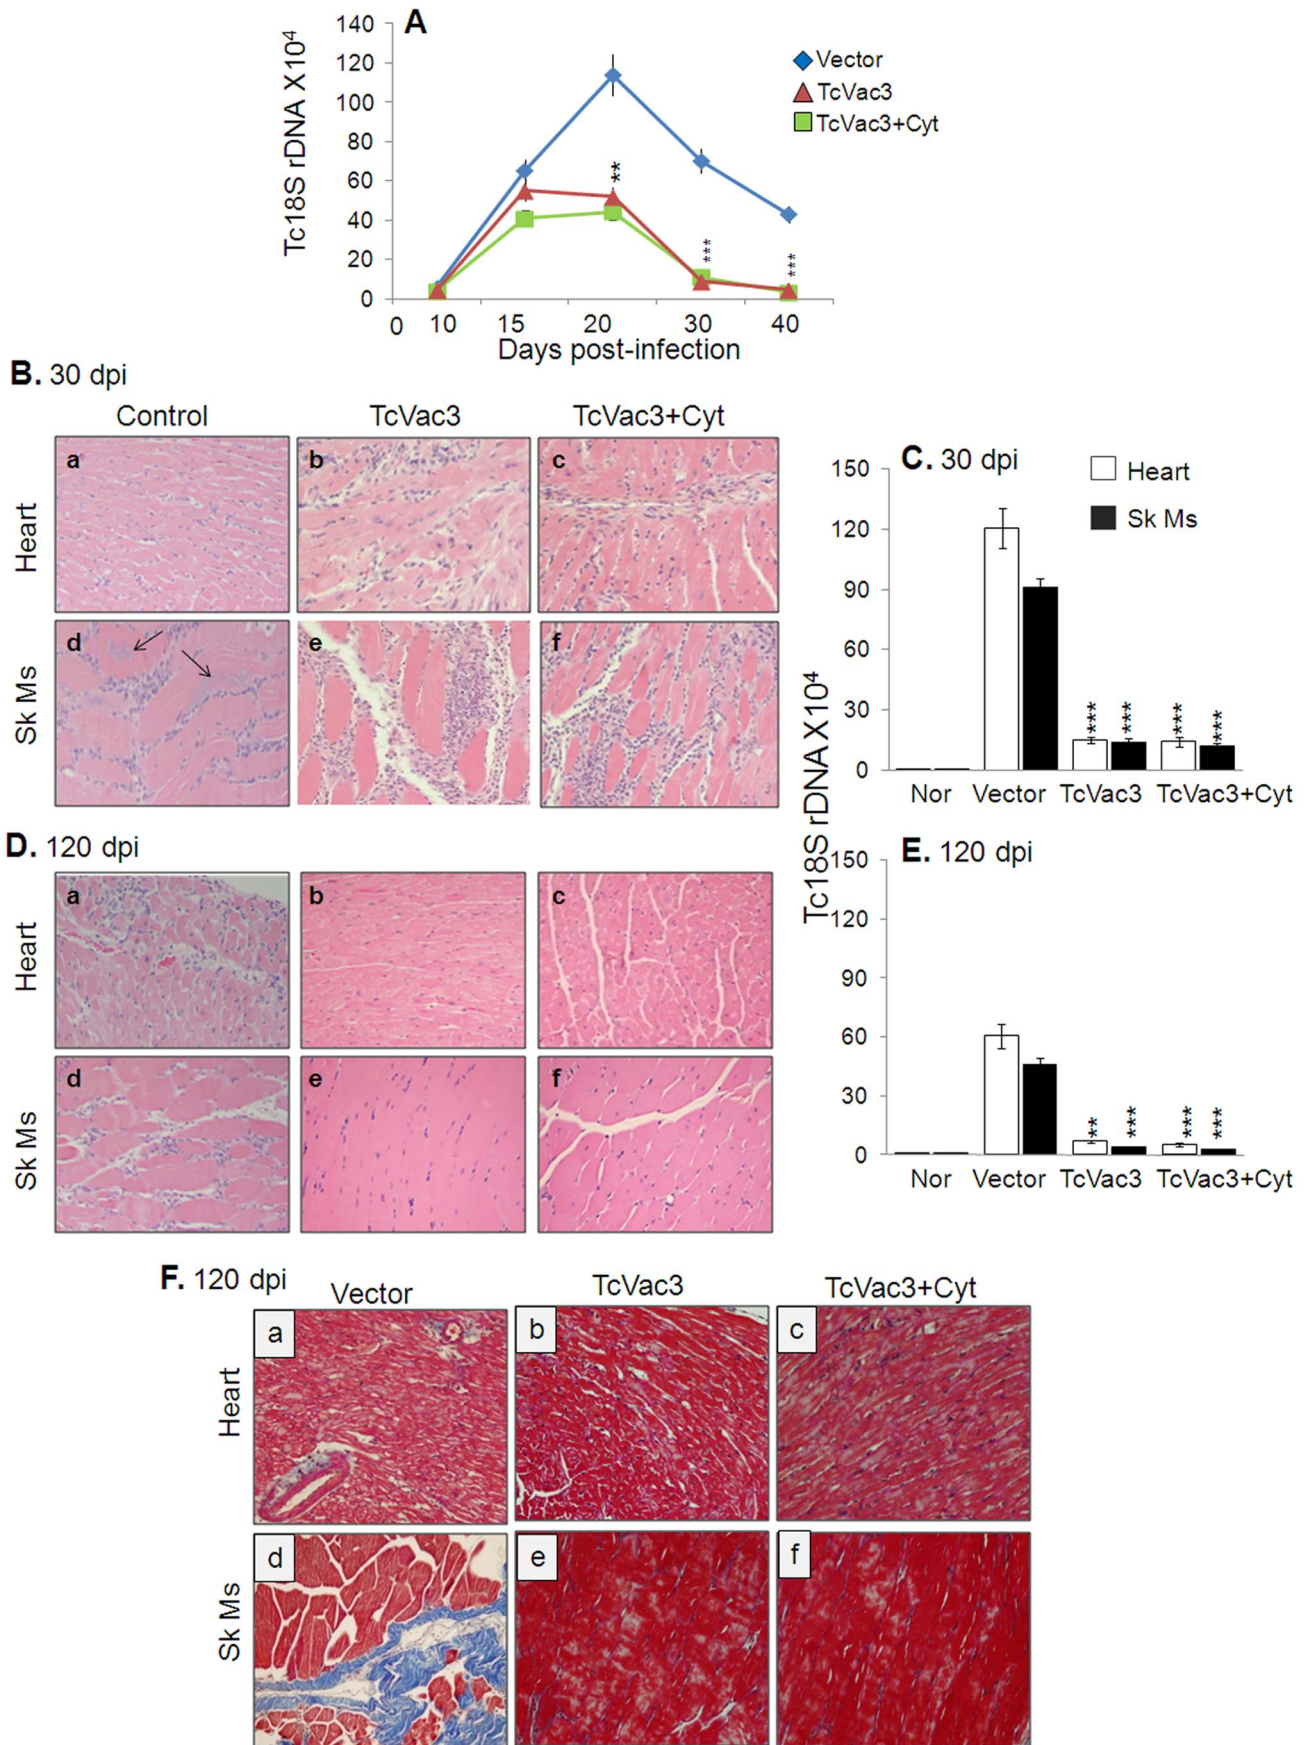 A
Tc18S rDNA X10⁴
140
120
100
80
60
40
20
0
Vector
TcVac3
TcVac3+Cyt
**
***
***
0 10 15 20 30 40
Days post-infection
B. 30 dpi
Control TcVac3 TcVac3+Cyt
Heart
a b c
Sk Ms
d e f
C. 30 dpi
Heart
Sk Ms
150
120
90
60
30
0
*** *** *** ***
Nor Vector TcVac3 TcVac3+Cyt
Tc18S rDNA X10⁴
D. 120 dpi
Heart
a b c
Sk Ms
d e f
E. 120 dpi
150
120
90
60
30
0
** *** *** ***
Nor Vector TcVac3 TcVac3+Cyt
F. 120 dpi
Vector TcVac3 TcVac3+Cyt
Heart
a b c
Sk Ms
d e f